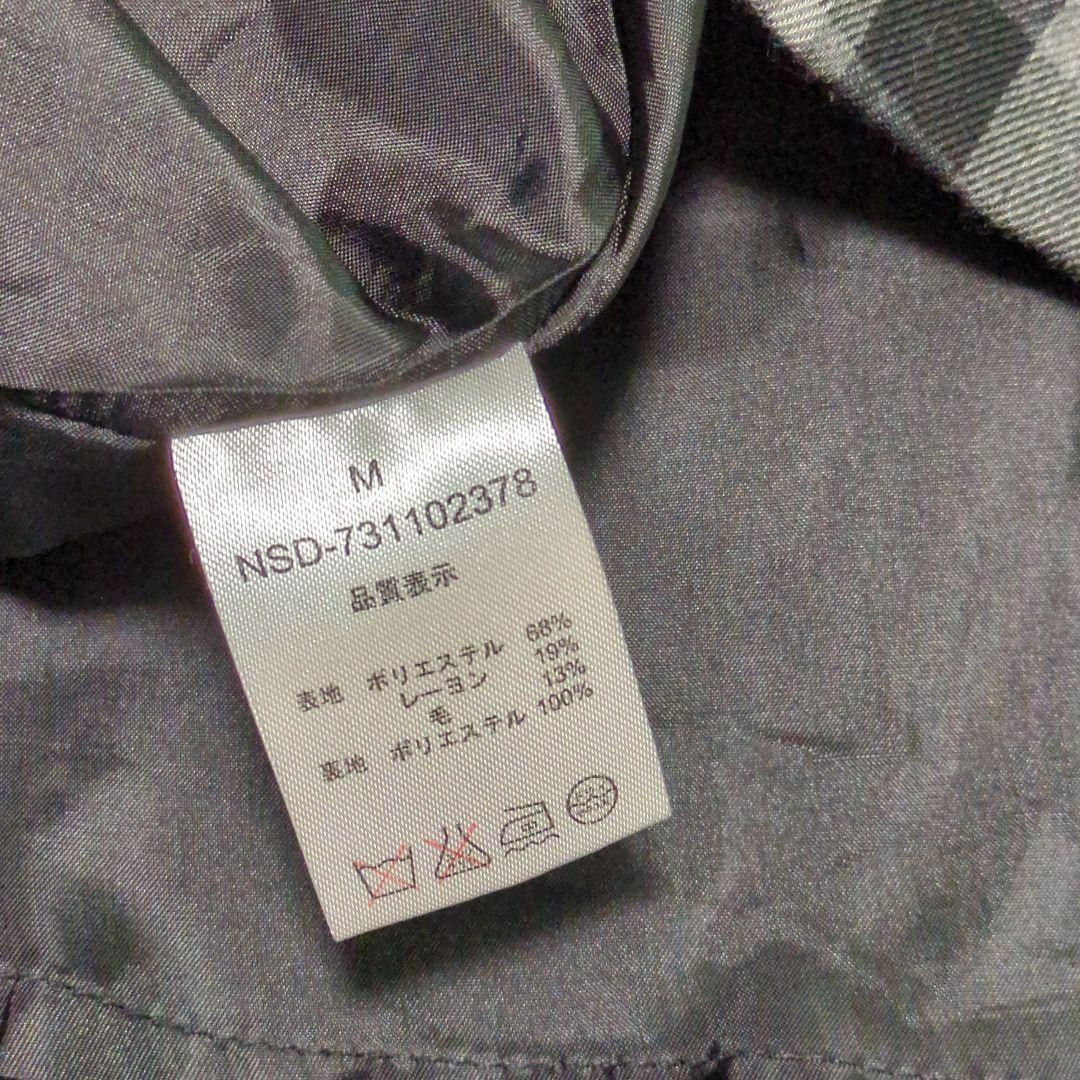 M
NSD-731102378
品質表示
表地 ポリエステル 68%
レーヨン 19%
毛 13%
裏地 ポリエステル 100%